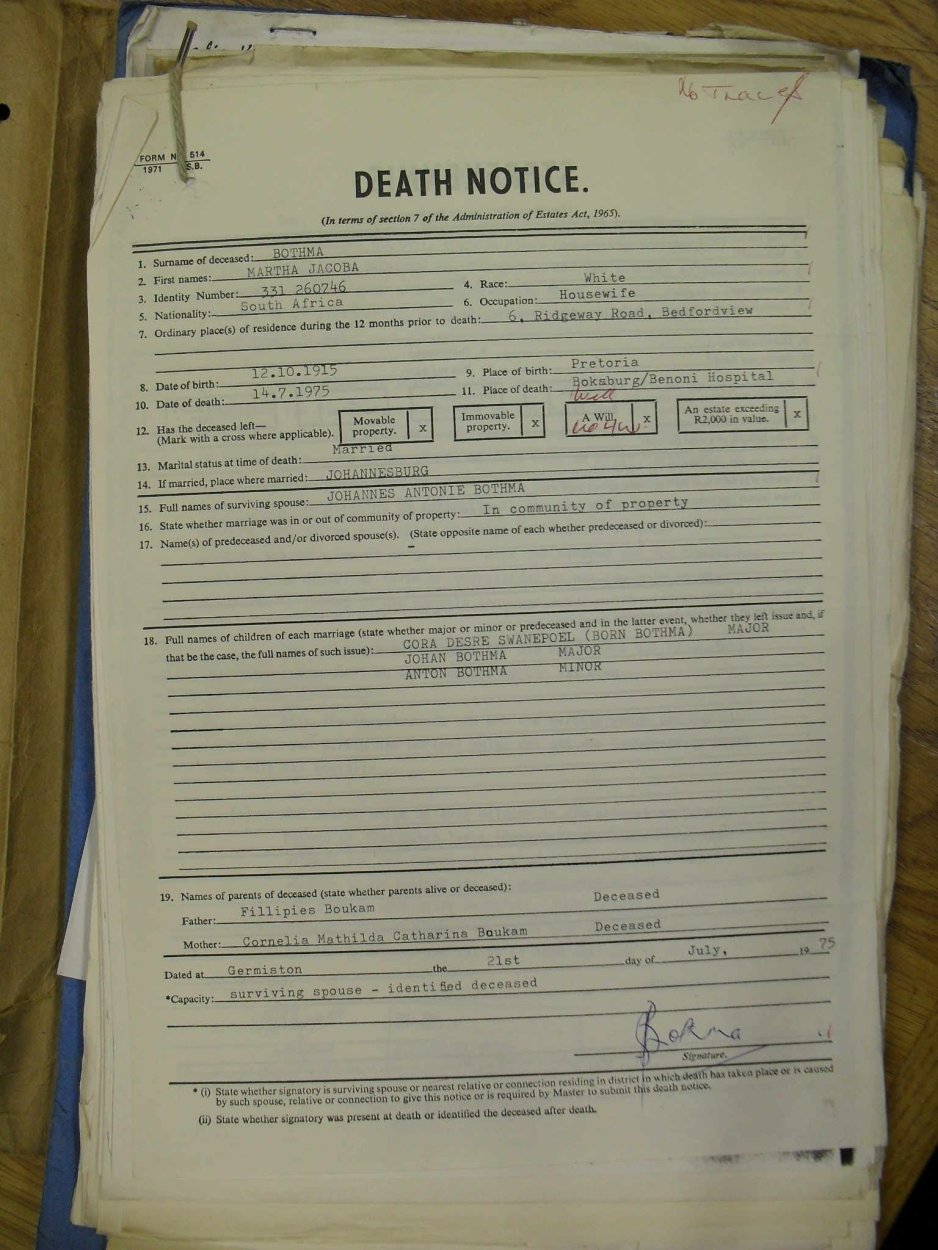 No Trace
FORM No. 514
1971 S.B.
DEATH NOTICE.
(In terms of section 7 of the Administration of Estates Act, 1965).
1. Surname of deceased: BOTHMA
2. First names: MARTHA JACOBA
3. Identity Number: 331 260746 4. Race: White
5. Nationality: South Africa 6. Occupation: Housewife
7. Ordinary place(s) of residence during the 12 months prior to death: 6, Ridgeway Road, Bedfordview
8. Date of birth: 12.10.1915 9. Place of birth: Pretoria
10. Date of death: 14.7.1975 11. Place of death: Boksburg/Benoni Hospital
Will
12. Has the deceased left— Movable property. x Immovable property. x A Will. x An estate exceeding R2,000 in value. x
(Mark with a cross where applicable).
13. Marital status at time of death: Married
14. If married, place where married: JOHANNESBURG
15. Full names of surviving spouse: JOHANNES ANTONIE BOTHMA
16. State whether marriage was in or out of community of property: In community of property
17. Name(s) of predeceased and/or divorced spouse(s). (State opposite name of each whether predeceased or divorced):
–
18. Full names of children of each marriage (state whether major or minor or predeceased and in the latter event, whether they left issue and, if
that be the case, the full names of such issue): CORA DESRE SWANEPOEL (BORN BOTHMA) MAJOR
JOHAN BOTHMA MAJOR
ANTON BOTHMA MINOR
19. Names of parents of deceased (state whether parents alive or deceased):
Father: Fillipies Boukam Deceased
Mother: Cornelia Mathilda Catharina Boukam Deceased
Dated at Germiston the 21st day of July, 19 75
*Capacity: surviving spouse - identified deceased
Signature.
* (i) State whether signatory is surviving spouse or nearest relative or connection residing in district in which death has taken place or is caused
by such spouse, relative or connection to give this notice or is required by Master to submit this death notice.
(ii) State whether signatory was present at death or identified the deceased after death.